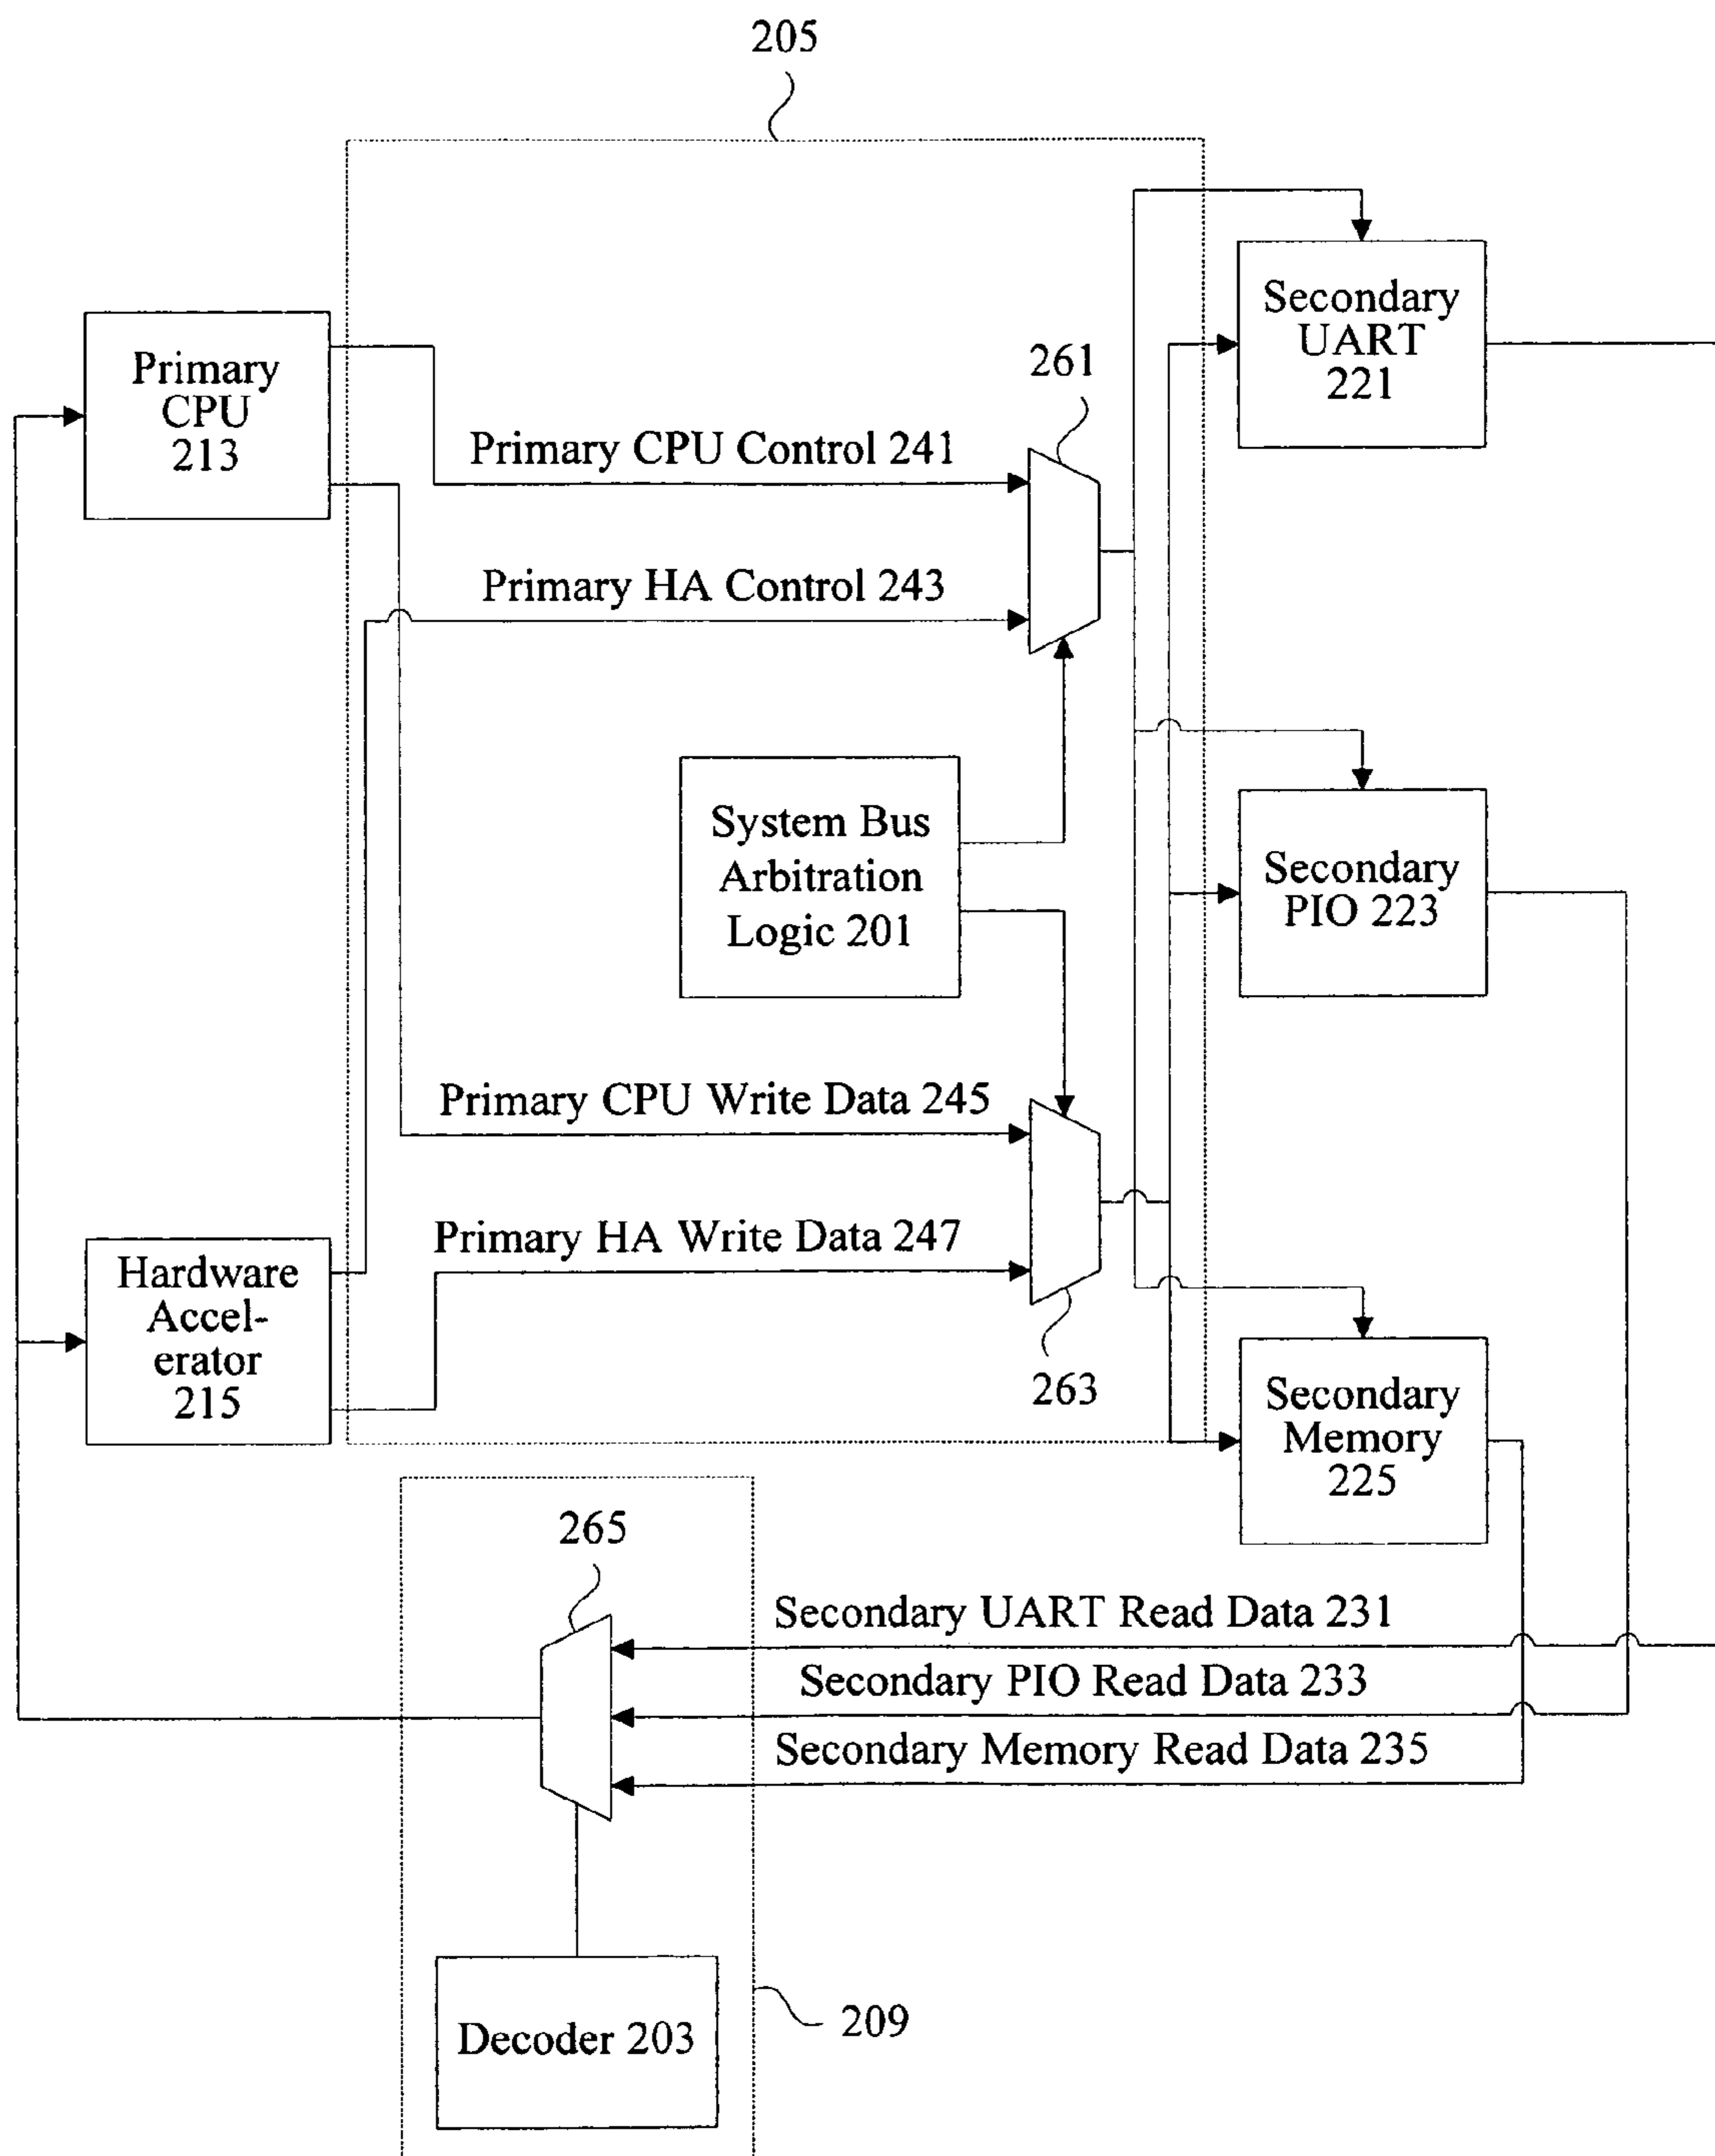 205
Secondary
UART
221
Primary
CPU
213
261
Primary CPU Control 241
Primary HA Control 243
System Bus
Arbitration
Logic 201
Secondary
PIO 223
Primary CPU Write Data 245
Primary HA Write Data 247
Hardware
Accel-
erator
215
263
Secondary
Memory
225
265
Secondary UART Read Data 231
Secondary PIO Read Data 233
Secondary Memory Read Data 235
Decoder 203
209